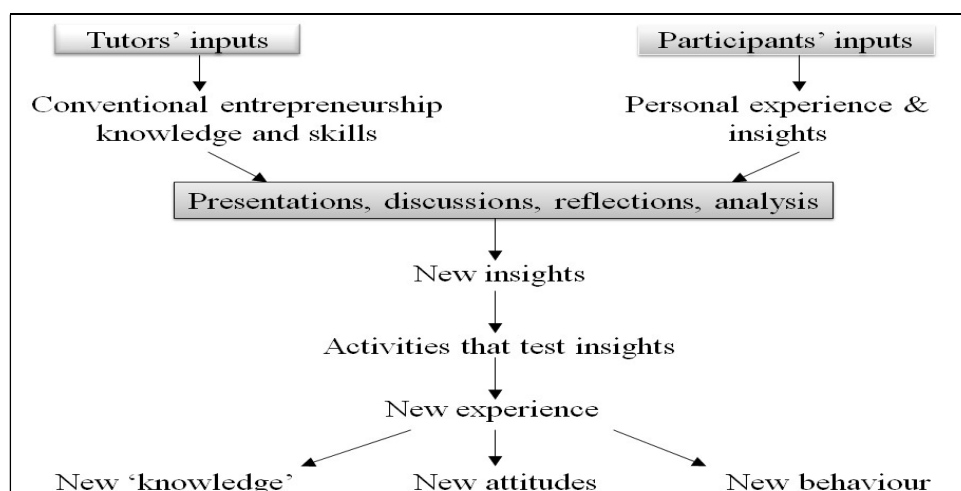 Tutors’ inputs
Participants’ inputs
Conventional entrepreneurship
knowledge and skills
Personal experience &
insights
Presentations, discussions, reflections, analysis
New insights
Activities that test insights
New experience
New ‘knowledge’
New attitudes
New behaviour